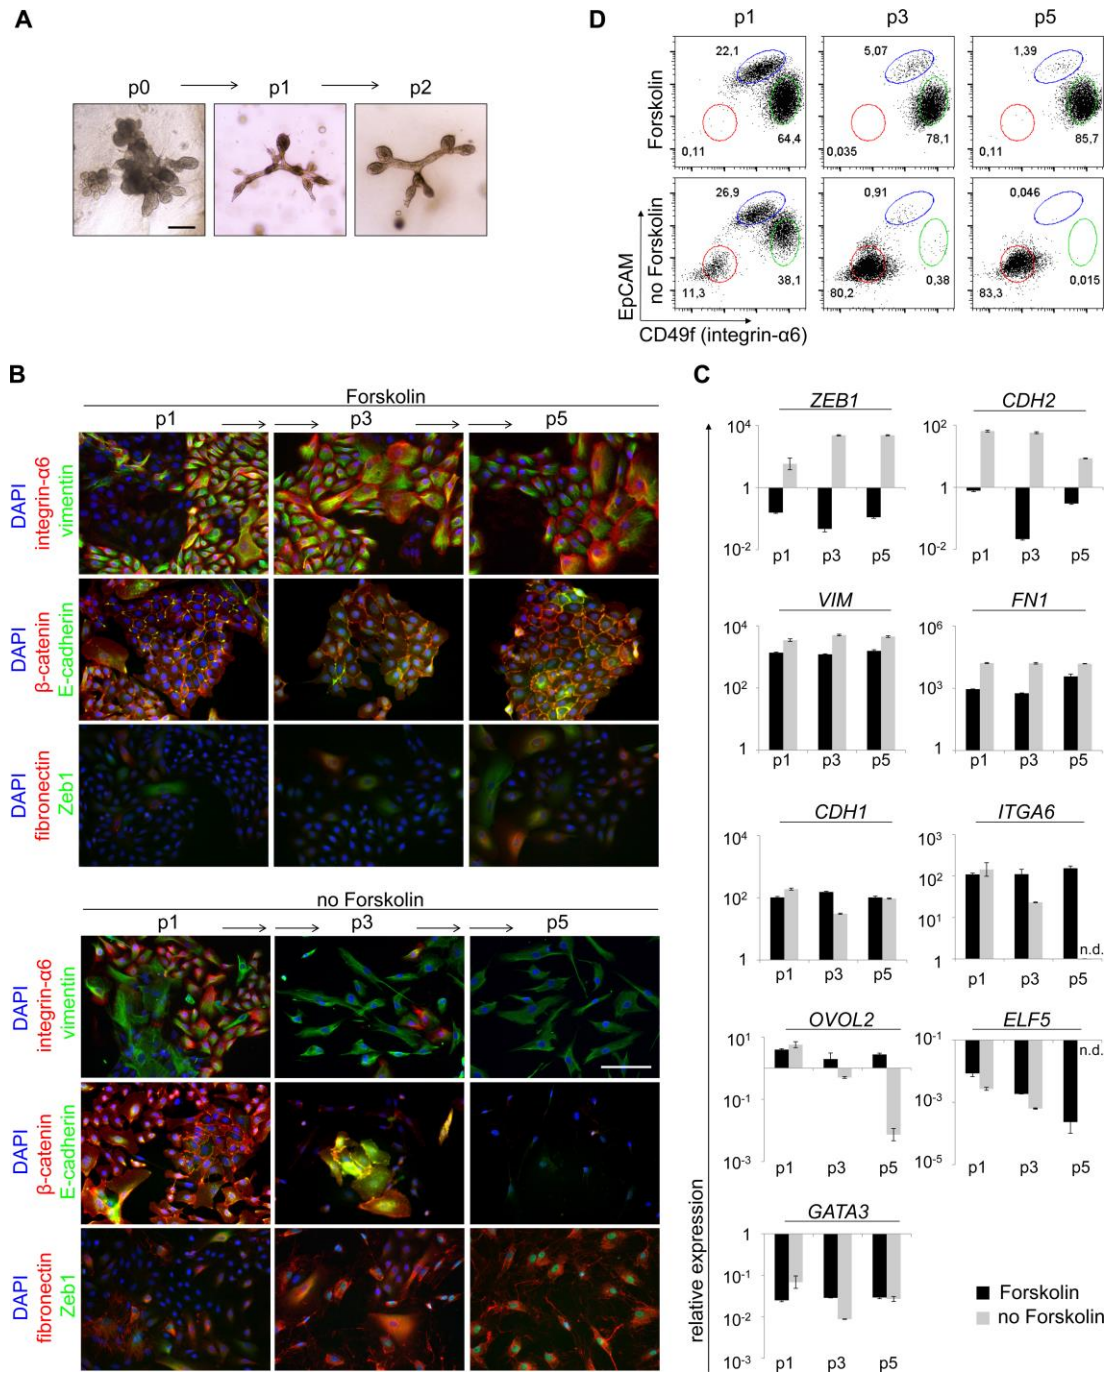 A
p0
p1
p2
D
p1
p3
p5
Forskolin
22,1
0,11
64,4
5,07
0,035
78,1
1,39
0,11
85,7
no Forskolin
26,9
11,3
38,1
0,91
80,2
0,38
0,046
83,3
0,015
EpCAM
CD49f (integrin-α6)
B
Forskolin
p1
p3
p5
DAPI
integrin-α6
vimentin
DAPI
β-catenin
E-cadherin
DAPI
fibronectin
Zeb1
no Forskolin
p1
p3
p5
DAPI
integrin-α6
vimentin
DAPI
β-catenin
E-cadherin
DAPI
fibronectin
Zeb1
C
ZEB1
10⁴
1
10⁻²
p1 p3 p5
CDH2
10²
1
10⁻²
p1 p3 p5
VIM
10⁴
10²
1
p1 p3 p5
FN1
10⁶
10³
1
p1 p3 p5
CDH1
10⁴
10²
1
p1 p3 p5
ITGA6
10³
10²
10¹
1
n.d.
p1 p3 p5
OVOL2
10¹
10⁻¹
10⁻³
p1 p3 p5
ELF5
10⁻¹
10⁻³
10⁻⁵
n.d.
p1 p3 p5
GATA3
1
10⁻¹
10⁻²
10⁻³
p1 p3 p5
relative expression
Forskolin
no Forskolin